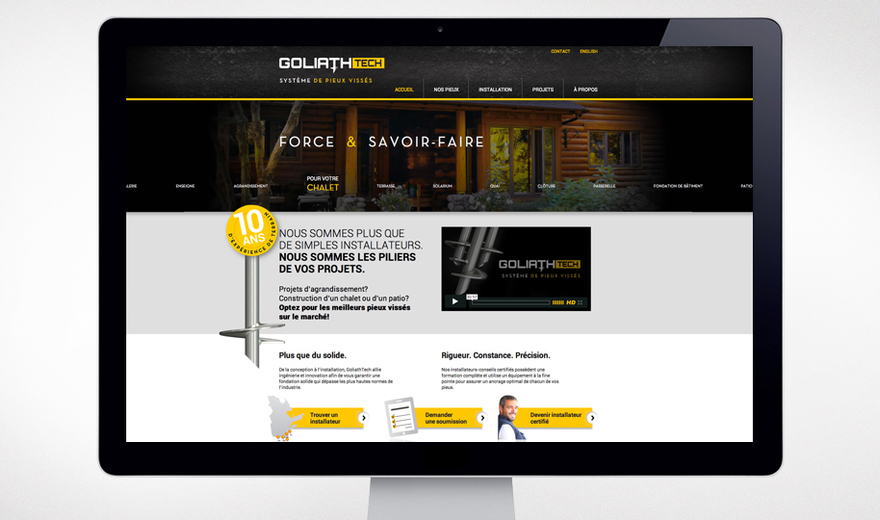 CONTACT ENGLISH
GOLIATHTECH
SYSTÈME DE PIEUX VISSÉS
ACCUEIL NOS PIEUX INSTALLATION PROJETS À PROPOS
FORCE & SAVOIR-FAIRE
ENSEIGNE AGRANDISSEMENT POUR VOTRE CHALET TERRASSE SOLARIUM QUAI CLÔTURE PASSERELLE FONDATION DE BÂTIMENT PATIO
10
ANS
D'EXPÉRIENCE DE TERRAIN
NOUS SOMMES PLUS QUE
DE SIMPLES INSTALLATEURS.
NOUS SOMMES LES PILIERS
DE VOS PROJETS.
Projets d'agrandissement?
Construction d'un chalet ou d'un patio?
Optez pour les meilleurs pieux vissés
sur le marché!
GOLIATHTECH
SYSTÈME DE PIEUX VISSÉS
HD
Plus que du solide.
De la conception à l'installation, GoliathTech allie
ingénierie et innovation afin de vous garantir une
fondation solide qui dépasse les plus hautes normes de
l'industrie.
Rigueur. Constance. Précision.
Nos installateurs-conseils certifiés possèdent une
formation complète et utilise un équipement à la fine
pointe pour assurer un ancrage optimal de chacun de vos
pieux.
Trouver un
installateur
Demander
une soumission
Devenir installateur
certifié